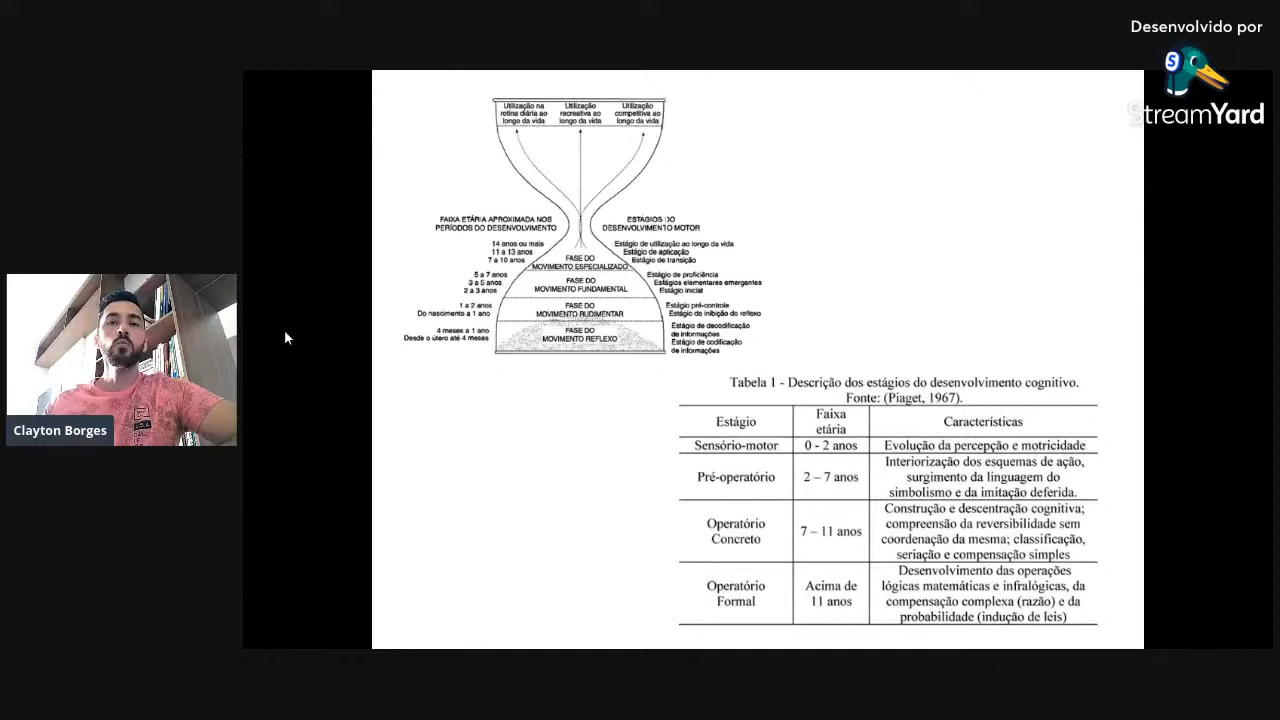 Desenvolvido por
StreamYard
Utilização na
rotina diária ao
longo da vida
Utilização
recreativa ao
longo da vida
Utilização
competitiva ao
longo da vida
FAIXA ETÁRIA APROXIMADA NOS
PERÍODOS DO DESENVOLVIMENTO
ESTAGIOS DO
DESENVOLVIMENTO MOTOR
14 anos ou mais
11 a 13 anos
7 a 10 anos
FASE DO
MOVIMENTO ESPECIALIZADO
Estágio de utilização ao longo da vida
Estágio de aplicação
Estágio de transição
5 a 7 anos
3 a 5 anos
2 a 3 anos
FASE DO
MOVIMENTO FUNDAMENTAL
Estágio de proficiência
Estágios elementares emergentes
Estágio inicial
1 a 2 anos
Do nascimento a 1 ano
FASE DO
MOVIMENTO RUDIMENTAR
Estágio pré-controle
Estágio de inibição do reflexo
4 meses a 1 ano
Desde o útero até 4 meses
FASE DO
MOVIMENTO REFLEXO
Estágio de decodificação
de informações
Estágio de codificação
de informações
Tabela 1 - Descrição dos estágios do desenvolvimento cognitivo.
Fonte: (Piaget, 1967).
Estágio
Faixa
etária
Características
Sensório-motor
0 - 2 anos
Evolução da percepção e motricidade
Pré-operatório
2 – 7 anos
Interiorização dos esquemas de ação,
surgimento da linguagem do
simbolismo e da imitação deferida.
Operatório
Concreto
7 – 11 anos
Construção e descentração cognitiva;
compreensão da reversibilidade sem
coordenação da mesma; classificação,
seriação e compensação simples
Operatório
Formal
Acima de
11 anos
Desenvolvimento das operações
lógicas matemáticas e infralógicas, da
compensação complexa (razão) e da
probabilidade (indução de leis)
Clayton Borges